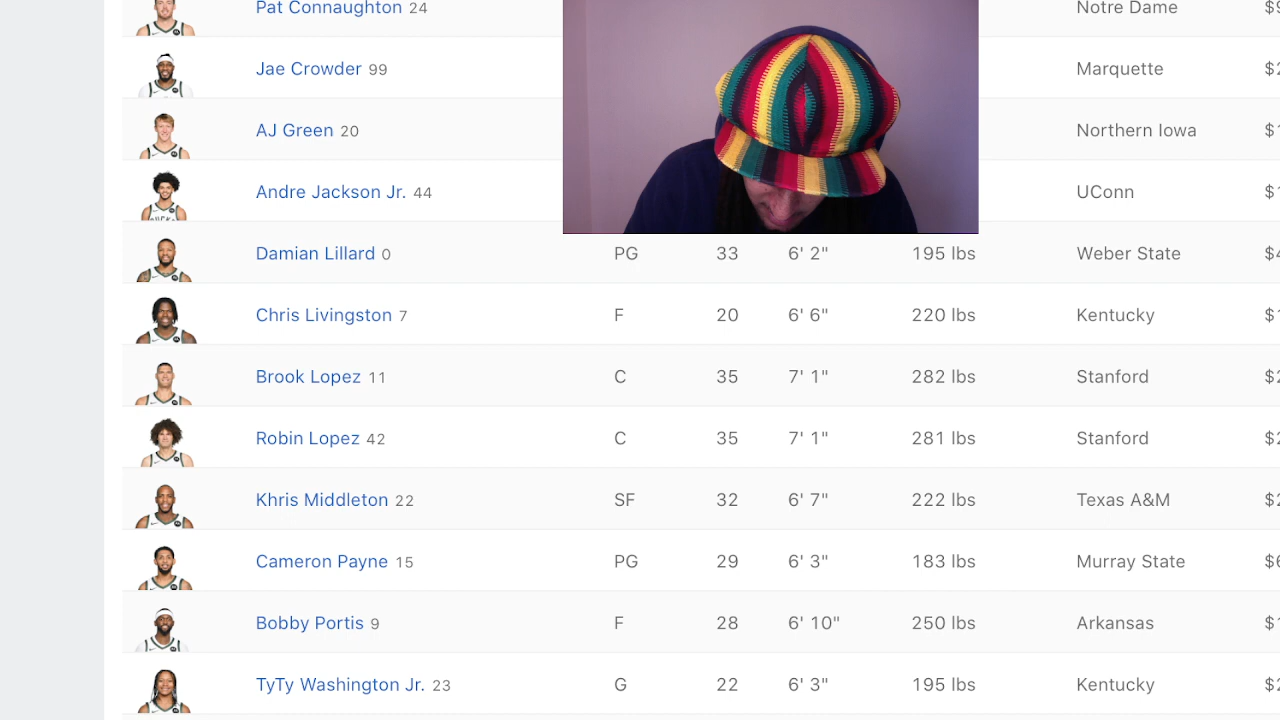 Pat Connaughton 24 Notre Dame
Jae Crowder 99 Marquette
AJ Green 20 Northern Iowa
Andre Jackson Jr. 44 UConn
Damian Lillard 0 PG 33 6' 2" 195 lbs Weber State
Chris Livingston 7 F 20 6' 6" 220 lbs Kentucky
Brook Lopez 11 C 35 7' 1" 282 lbs Stanford
Robin Lopez 42 C 35 7' 1" 281 lbs Stanford
Khris Middleton 22 SF 32 6' 7" 222 lbs Texas A&M
Cameron Payne 15 PG 29 6' 3" 183 lbs Murray State
Bobby Portis 9 F 28 6' 10" 250 lbs Arkansas
TyTy Washington Jr. 23 G 22 6' 3" 195 lbs Kentucky